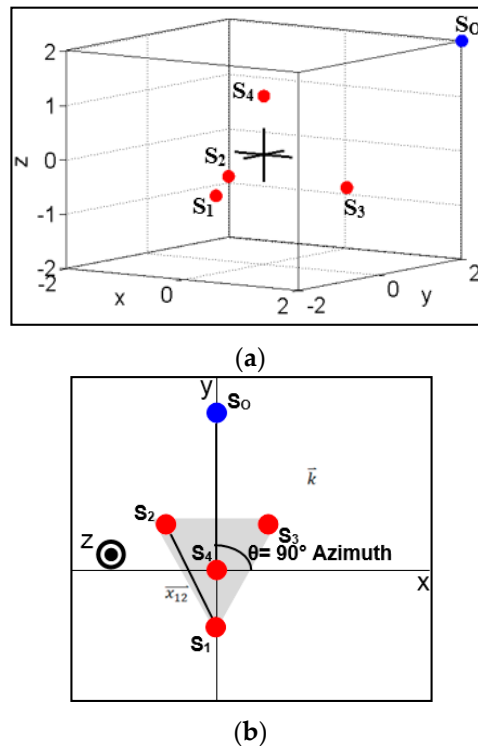 2
S₀
1
S₄
z
0
S₂
-1
S₁
S₃
-2
-2
x
0
2
-2
0
y
2
(a)
y
S₀
k⃗
S₂
S₃
z
S₄
θ= 90° Azimuth
x₁₂
x
S₁
(b)